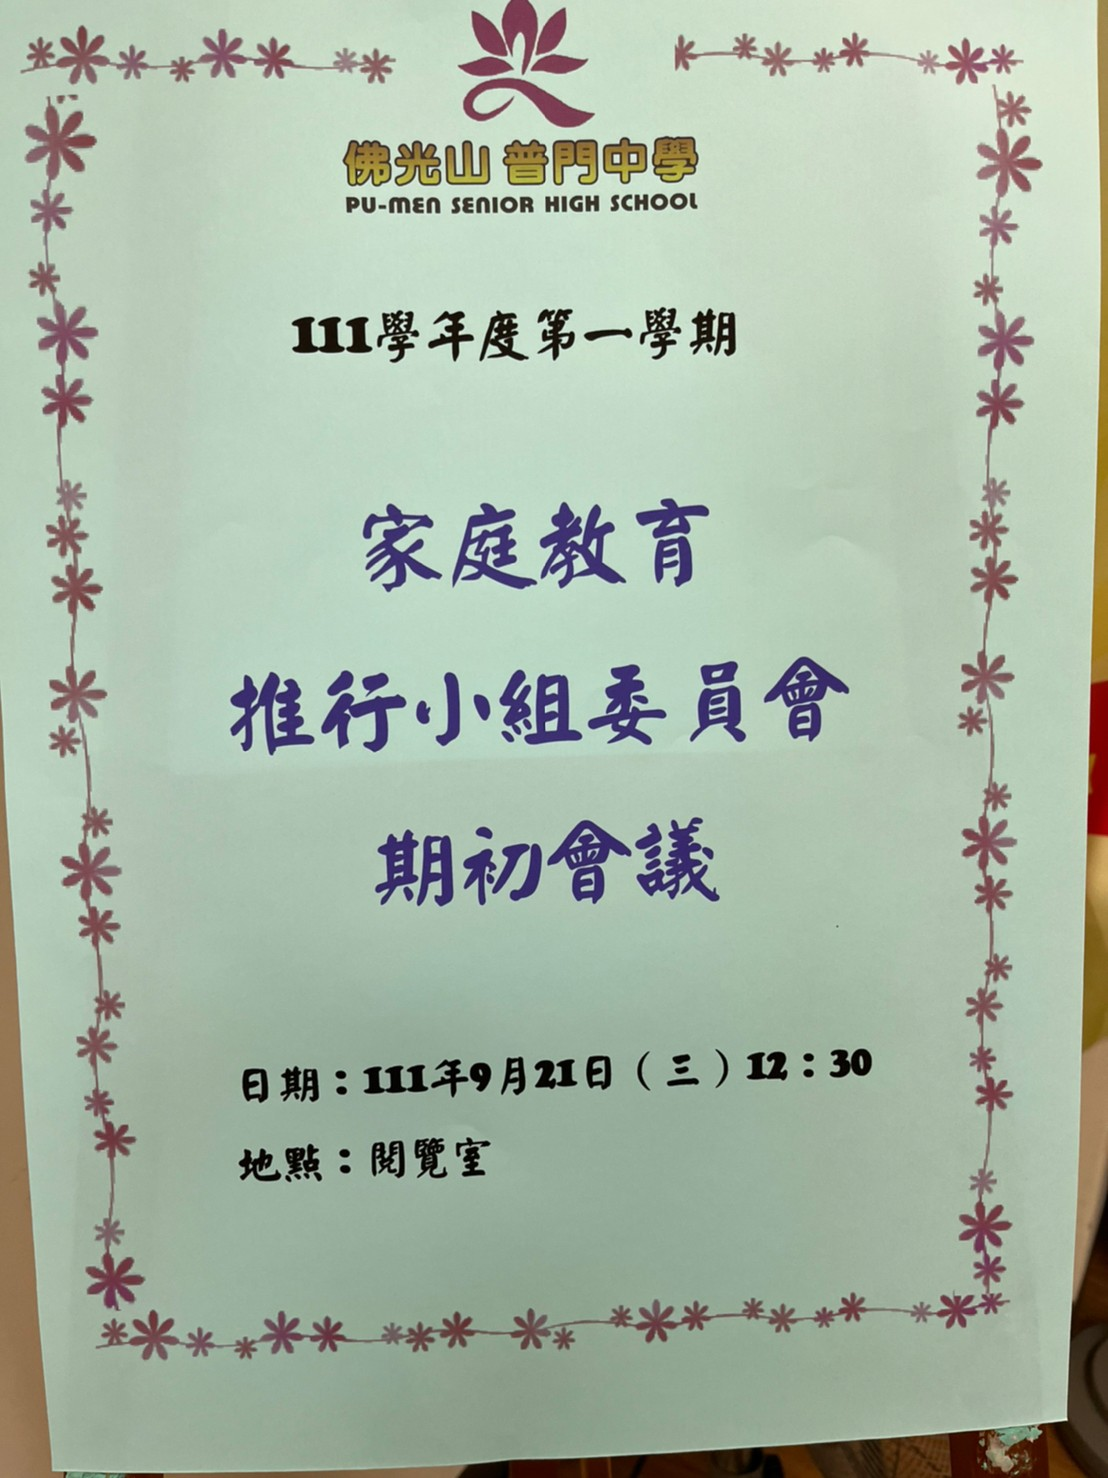 佛光山 普門中學
PU-MEN SENIOR HIGH SCHOOL
111學年度第一學期
家庭教育
推行小組委員會
期初會議
日期：111年9月21日（三）12：30
地點：閱覽室